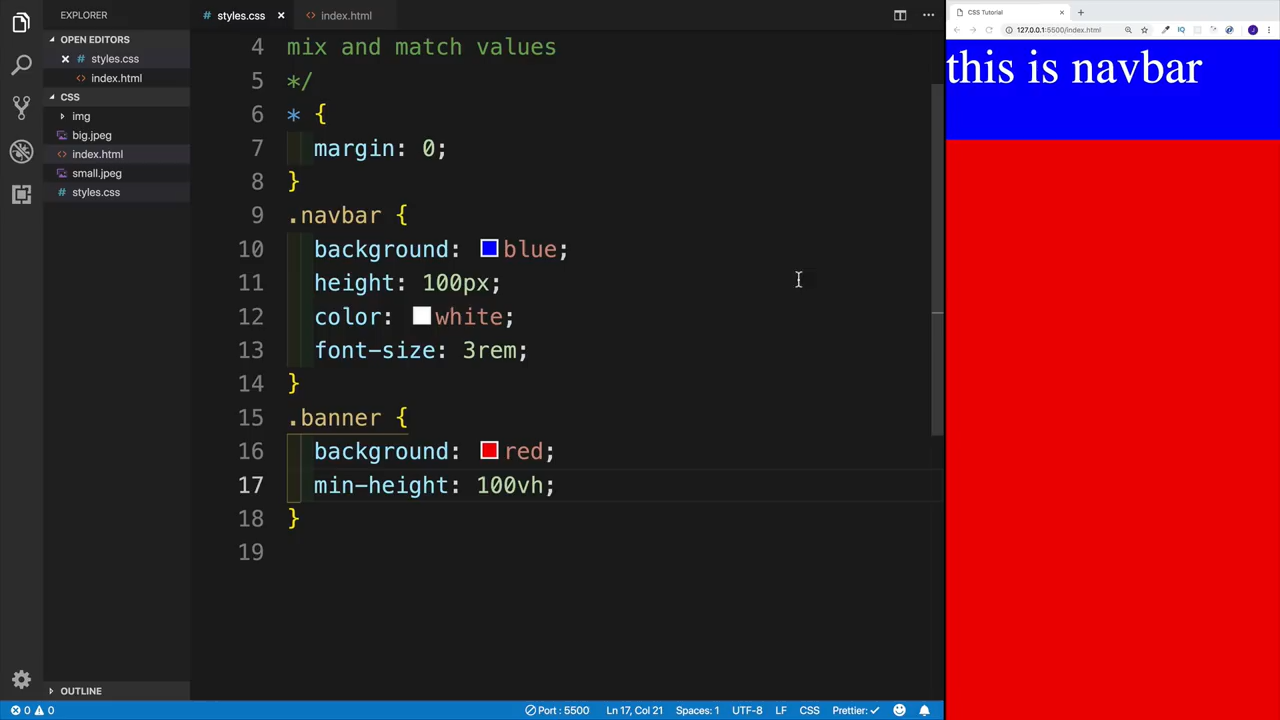 EXPLORER
OPEN EDITORS
styles.css
index.html
CSS
img
big.jpeg
index.html
small.jpeg
styles.css
OUTLINE
styles.css
index.html
4 mix and match values
5 */
6 * {
7 margin: 0;
8 }
9 .navbar {
10 background: blue;
11 height: 100px;
12 color: white;
13 font-size: 3rem;
14 }
15 .banner {
16 background: red;
17 min-height: 100vh;
18 }
19
CSS Tutorial
127.0.0.1:5500/index.html
this is navbar
0 0 Port : 5500 Ln 17, Col 21 Spaces: 1 UTF-8 LF CSS Prettier: ✓